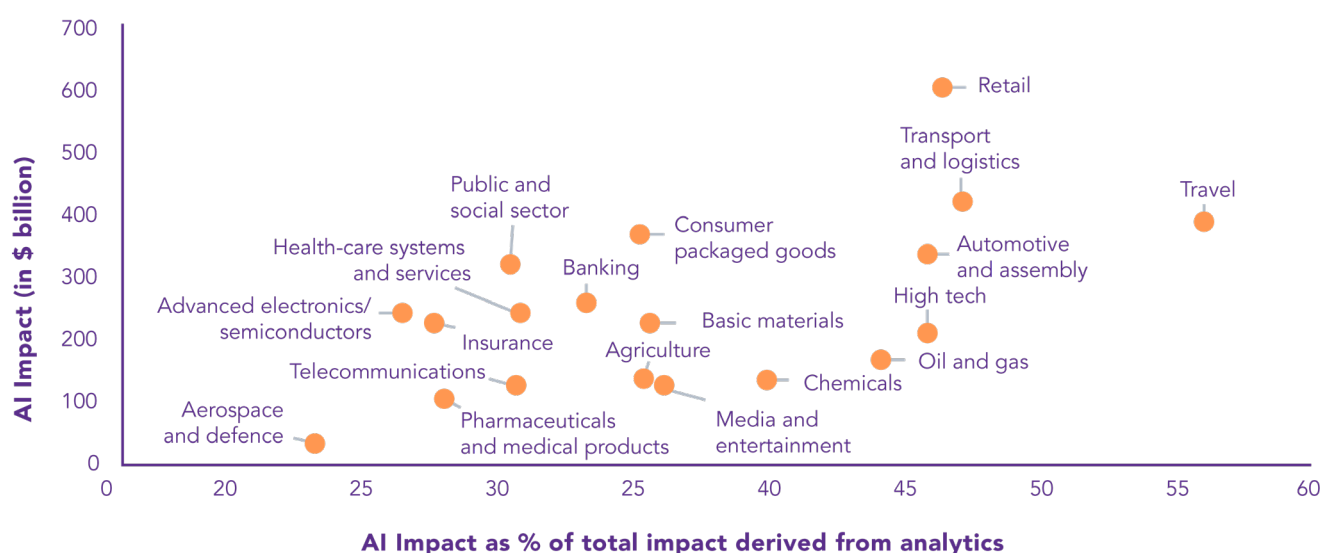 700
600
500
400
300
200
100
0
AI Impact (in $ billion)
Retail
Transport
and logistics
Travel
Public and
social sector
Consumer
packaged goods
Automotive
and assembly
Health-care systems
and services
Banking
High tech
Advanced electronics/
semiconductors
Insurance
Basic materials
Agriculture
Oil and gas
Telecommunications
Chemicals
Aerospace
and defence
Pharmaceuticals
and medical products
Media and
entertainment
0 20 25 30 25 40 45 50 55 60
AI Impact as % of total impact derived from analytics